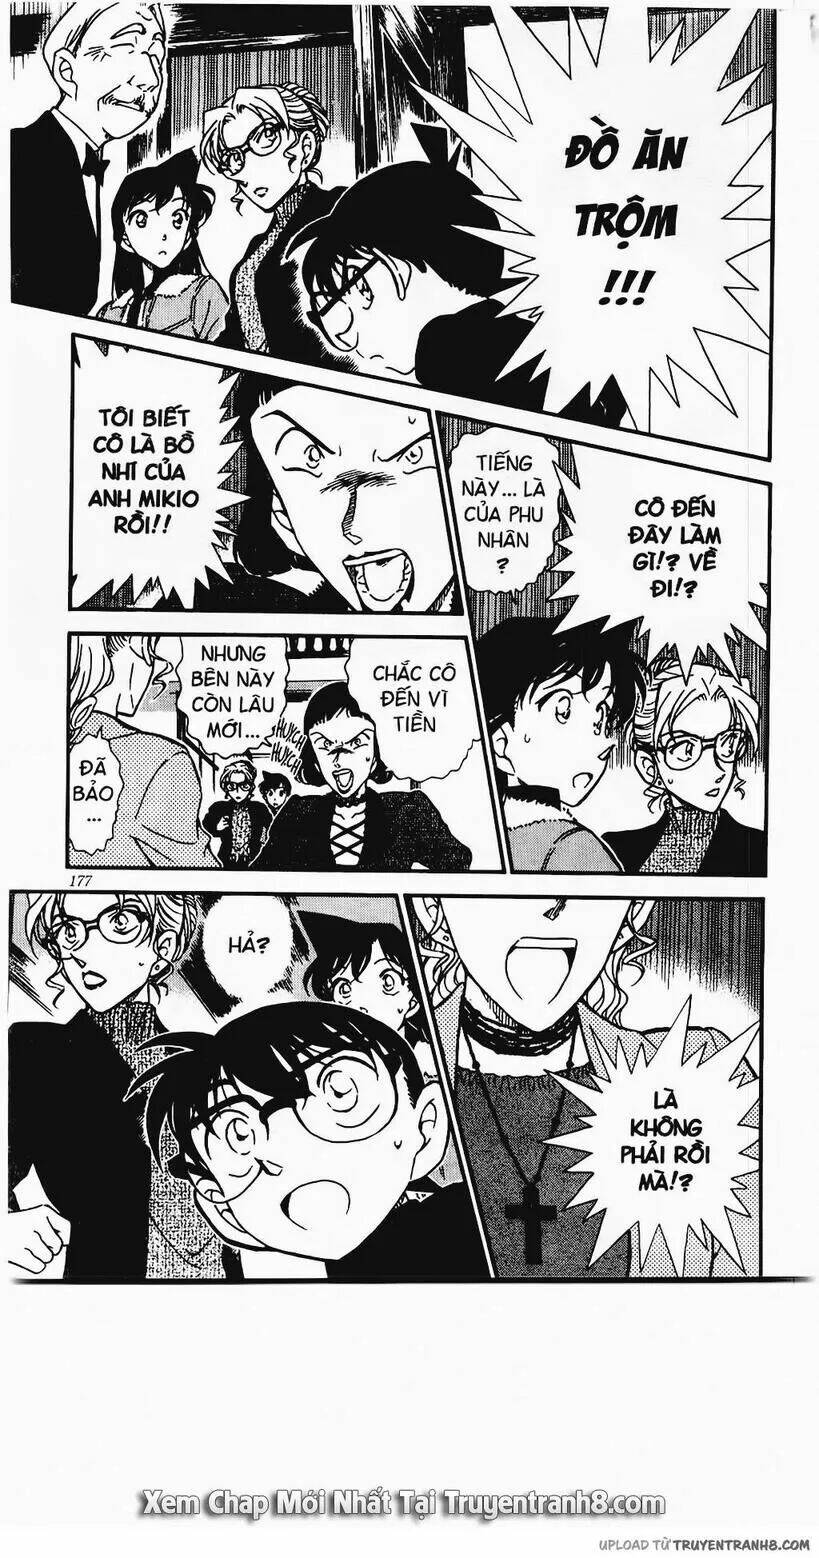 ĐỒ ĂN
TRỘM
!!!
CÔ ĐẾN
ĐÂY LÀM
GÌ!? VỀ
ĐI!?
TIẾNG
NÀY... LÀ
CỦA PHU
NHÂN
?
TÔI BIẾT
CÔ LÀ BỒ
NHÍ CỦA
ANH MIKIO
RỒI!!
CHẮC CÔ
ĐẾN VÌ
TIỀN
NHƯNG
BÊN NÀY
CÒN LÂU
MỚI...
HUỲCH
HUỲCH
ĐÃ
BẢO
...
177
LÀ
KHÔNG
PHẢI RỒI
MÀ!?
HẢ?
Xem Chap Mới Nhất Tại Truyentranh8.com
UPLOAD TỪ TRUYENTRANH8.COM